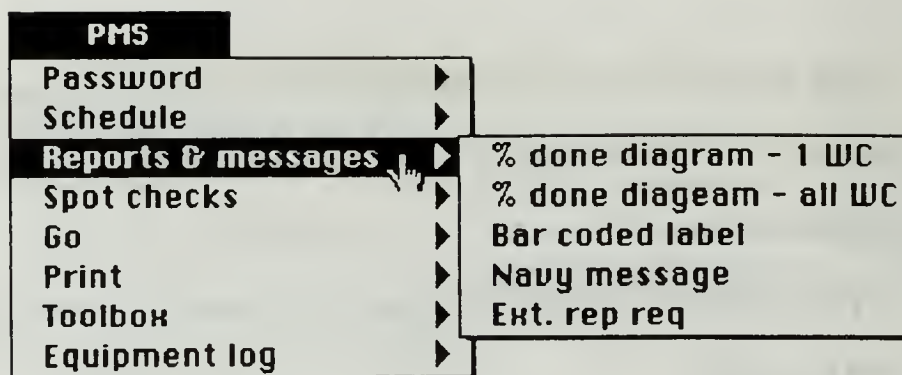 PMS
Password
Schedule
Reports & messages
Spot checks
Go
Print
Toolbox
Equipment log
% done diagram - 1 WC
% done diageam - all WC
Bar coded label
Navy message
Ext. rep req